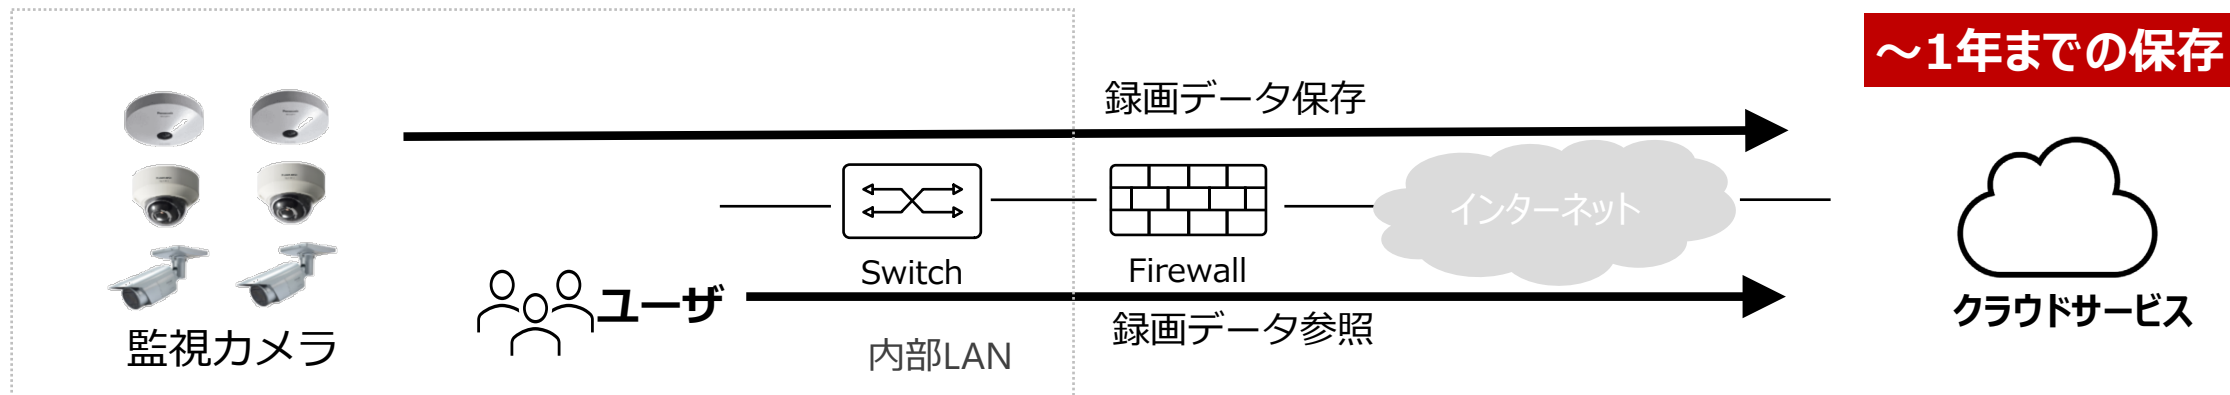 ～1年までの保存
録画データ保存
インターネット
Switch
Firewall
ユーザ
録画データ参照
クラウドサービス
監視カメラ
内部LAN